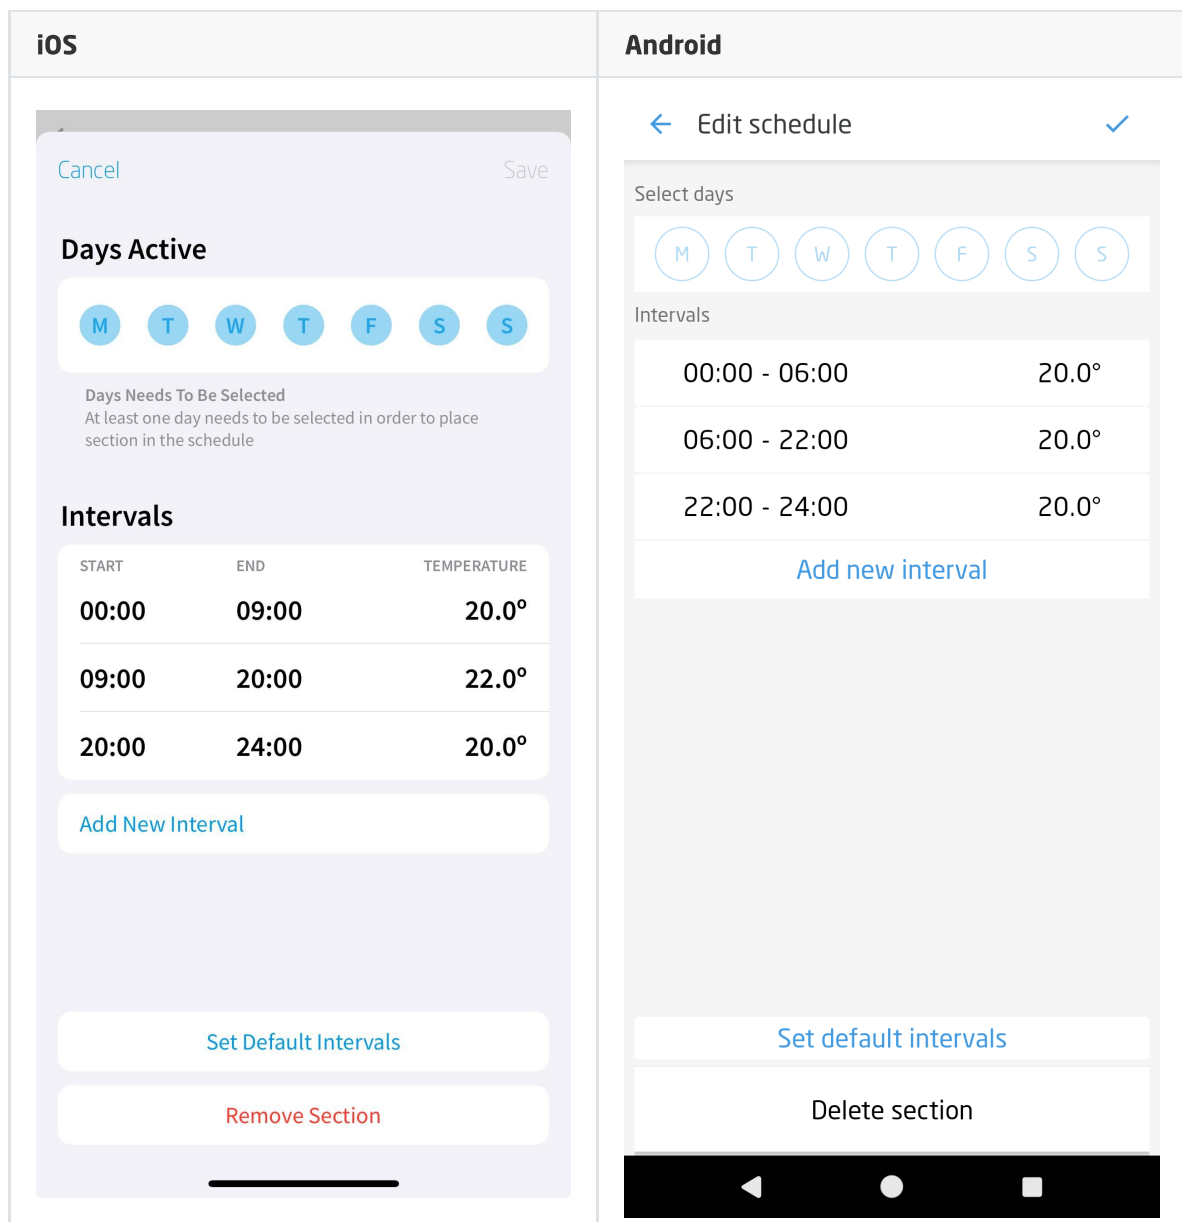 iOS
Android
Cancel
Save
Days Active
M T W T F S S
Days Needs To Be Selected
At least one day needs to be selected in order to place
section in the schedule
Intervals
START END TEMPERATURE
00:00 09:00 20.0º
09:00 20:00 22.0º
20:00 24:00 20.0º
Add New Interval
Set Default Intervals
Remove Section
Edit schedule
Select days
M T W T F S S
Intervals
00:00 - 06:00 20.0°
06:00 - 22:00 20.0°
22:00 - 24:00 20.0°
Add new interval
Set default intervals
Delete section